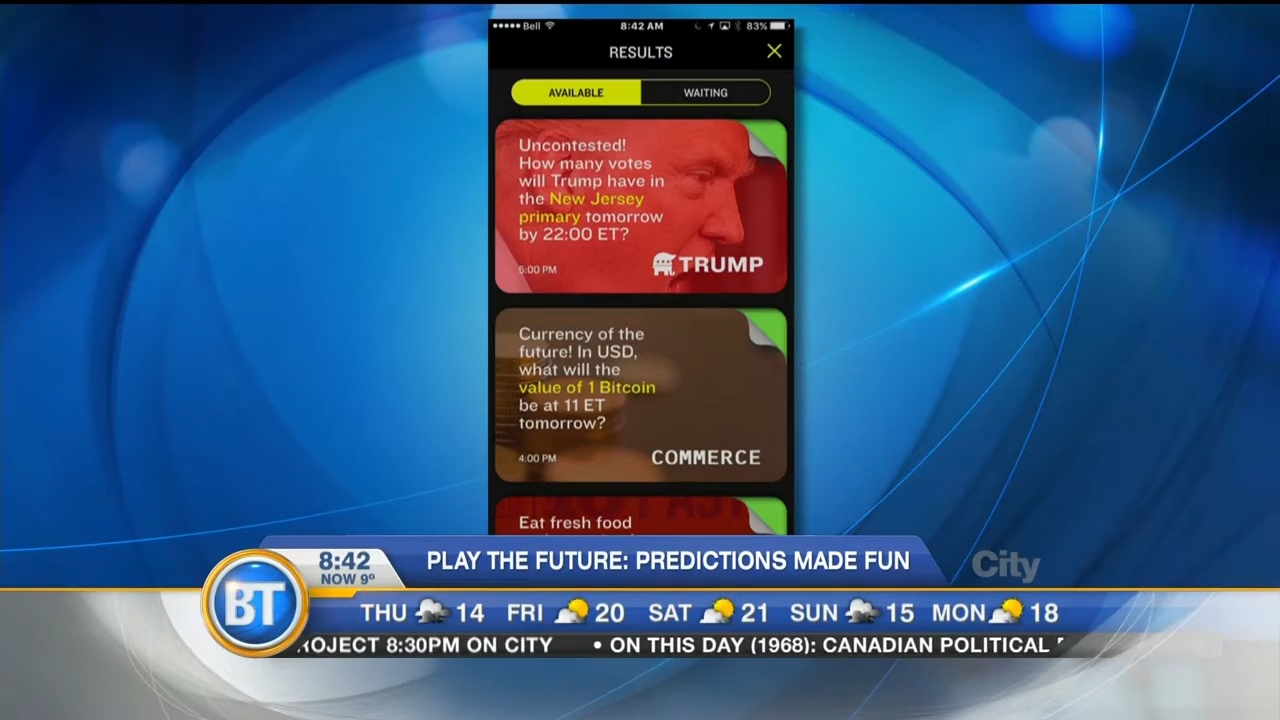 Bell
8:42 AM
83%
RESULTS
AVAILABLE
WAITING
Uncontested!
How many votes
will Trump have in
the New Jersey
primary tomorrow
by 22:00 ET?
5:00 PM
TRUMP
Currency of the
future! In USD,
what will the
value of 1 Bitcoin
be at 11 ET
tomorrow?
4:00 PM
COMMERCE
Eat fresh food
8:42
NOW 9°
PLAY THE FUTURE: PREDICTIONS MADE FUN
City
BT
THU 14 FRI 20 SAT 21 SUN 15 MON 18
ROJECT 8:30PM ON CITY • ON THIS DAY (1968): CANADIAN POLITICAL